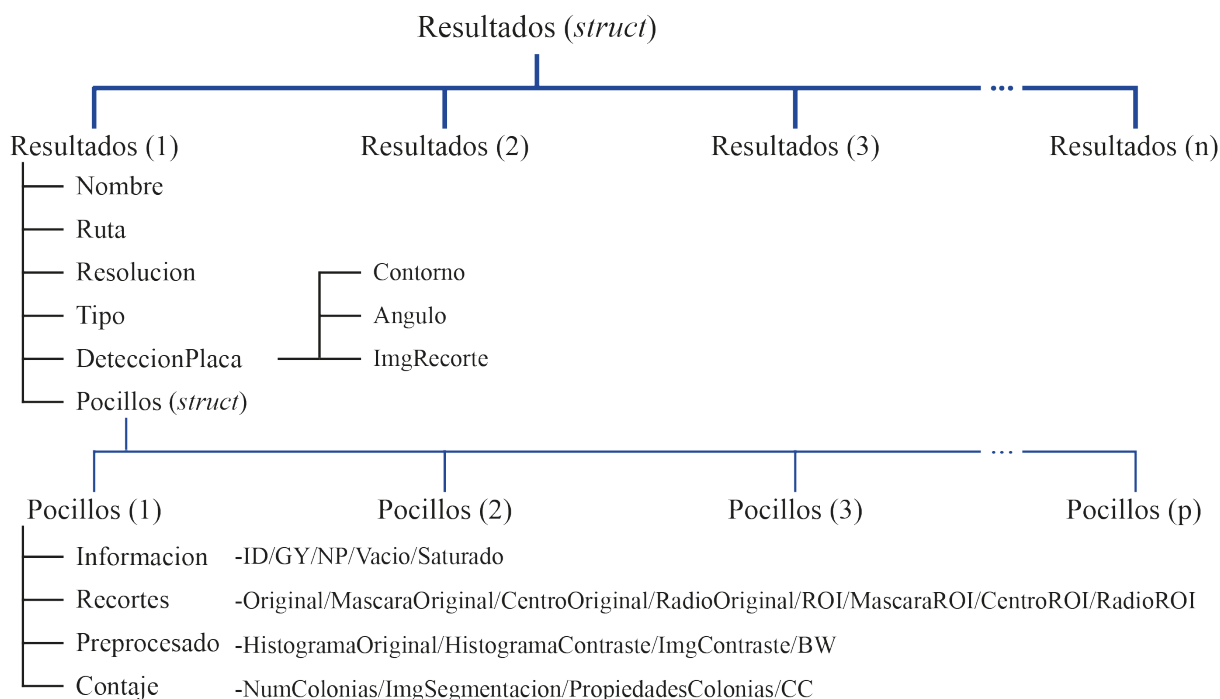 Resultados (struct)
...
Resultados (1) Resultados (2) Resultados (3) Resultados (n)
Nombre
Ruta
Resolucion Contorno
Tipo Angulo
DeteccionPlaca ImgRecorte
Pocillos (struct)
...
Pocillos (1) Pocillos (2) Pocillos (3) Pocillos (p)
Informacion -ID/GY/NP/Vacio/Saturado
Recortes -Original/MascaraOriginal/CentroOriginal/RadioOriginal/ROI/MascaraROI/CentroROI/RadioROI
Preprocesado -HistogramaOriginal/HistogramaContraste/ImgContraste/BW
Contaje -NumColonias/ImgSegmentacion/PropiedadesColonias/CC